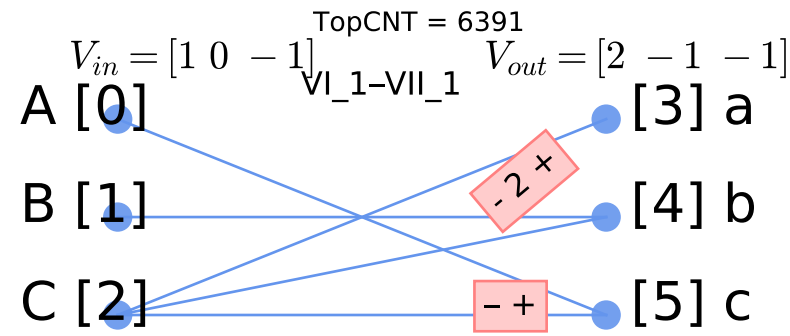 TopCNT = 6391
V_in = [1 0 −1] V_out = [2 −1 −1]
VI_1–VII_1
A [0] [3] a
- 2 +
B [1] [4] b
C [2] [5] c
– +